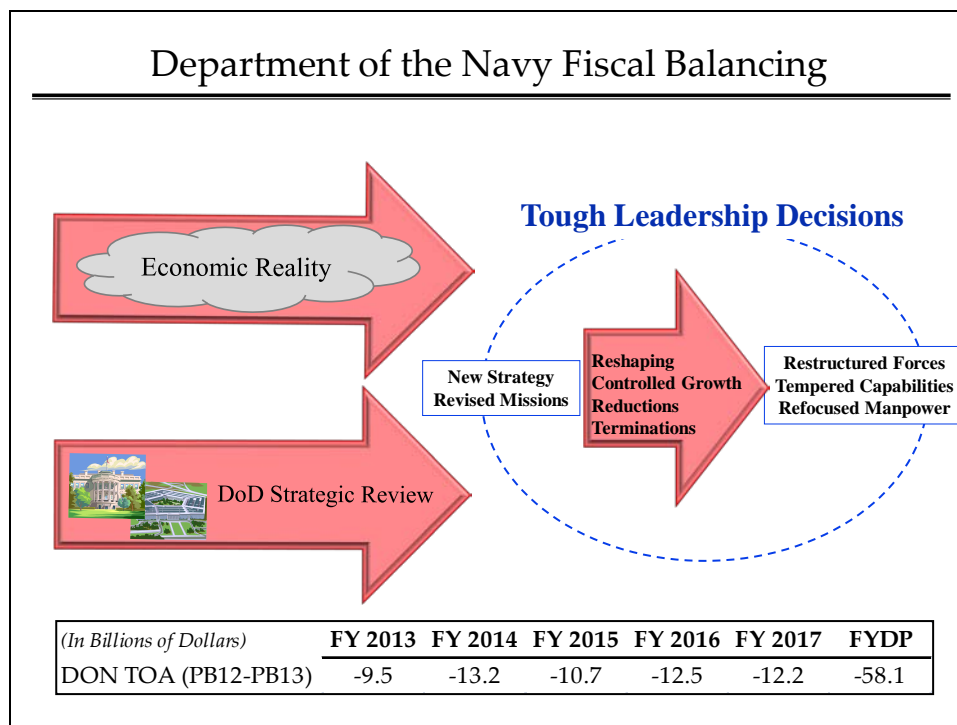 Department of the Navy Fiscal Balancing
Economic Reality
DoD Strategic Review
Tough Leadership Decisions
New Strategy
Revised Missions
Reshaping
Controlled Growth
Reductions
Terminations
Restructured Forces
Tempered Capabilities
Refocused Manpower
(In Billions of Dollars) FY 2013 FY 2014 FY 2015 FY 2016 FY 2017 FYDP
DON TOA (PB12-PB13) -9.5 -13.2 -10.7 -12.5 -12.2 -58.1